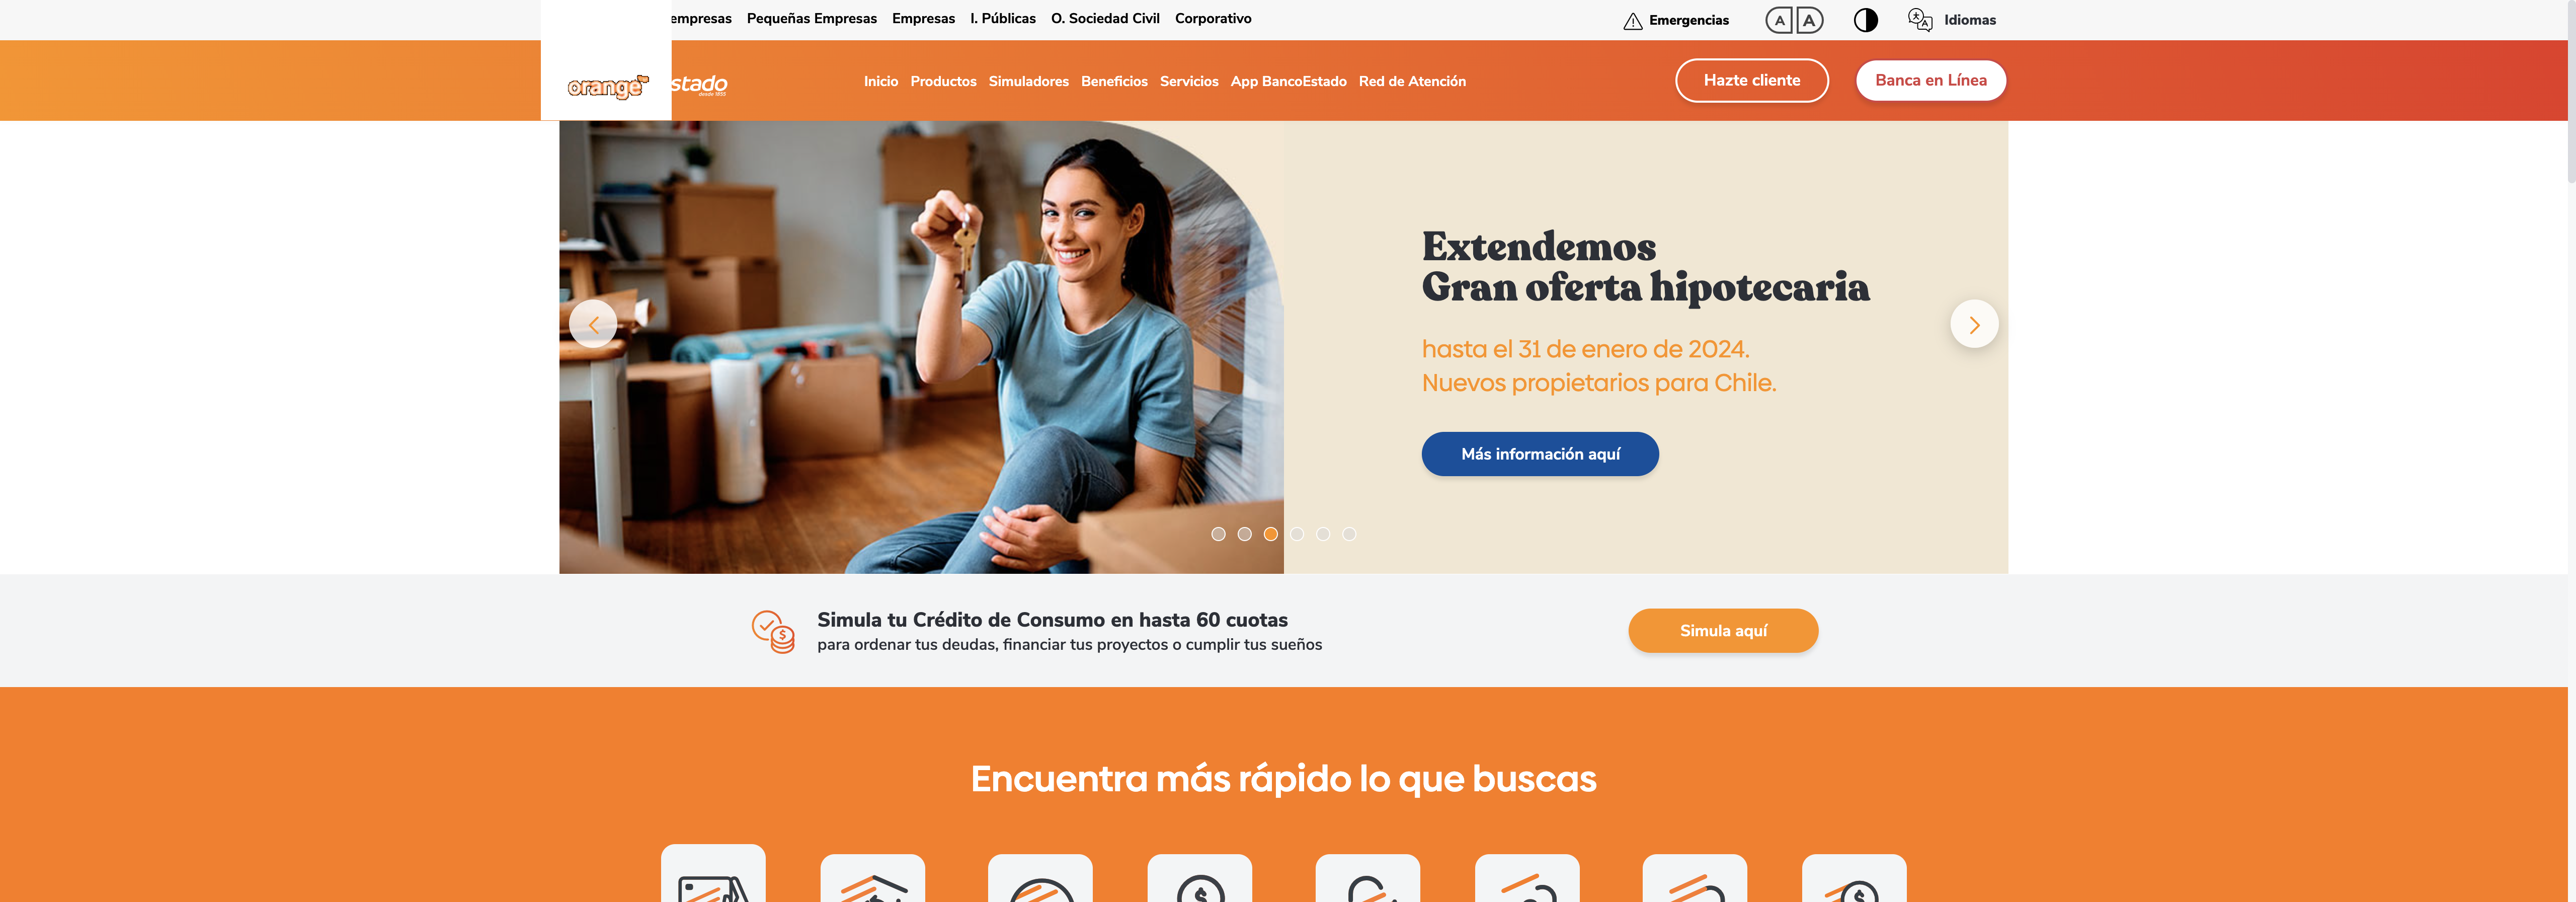 empresas Pequeñas Empresas Empresas I. Públicas O. Sociedad Civil Corporativo
Emergencias A A Idiomas
orange
stado
desde 1855
Inicio Productos Simuladores Beneficios Servicios App BancoEstado Red de Atención
Hazte cliente
Banca en Línea
Extendemos
Gran oferta hipotecaria
hasta el 31 de enero de 2024.
Nuevos propietarios para Chile.
Más información aquí
Simula tu Crédito de Consumo en hasta 60 cuotas
para ordenar tus deudas, financiar tus proyectos o cumplir tus sueños
Simula aquí
Encuentra más rápido lo que buscas